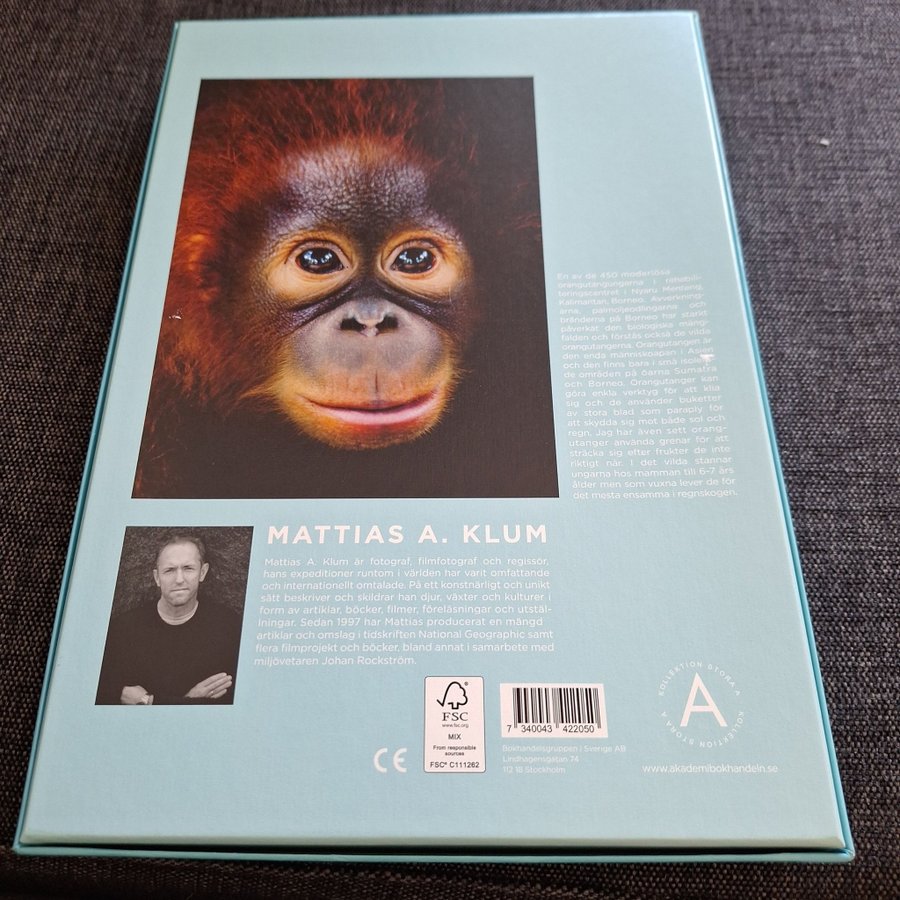 En av de 450 moderlösa
orangutangungarna i rehabili-
teringscentret i Nyaru Menteng,
Kalimantan, Borneo. Avverkning-
arna, palmoljeodlingarna och
bränderna på Borneo har starkt
påverkat den biologiska mång-
falden och förstås också de vilda
orangutangerna. Orangutangen är
den enda människoapan i Asien
och den finns bara i små isolera-
de områden på öarna Sumatra
och Borneo. Orangutanger kan
göra enkla verktyg för att klia
sig och de använder buketter
av stora blad som paraply för
att skydda sig mot både sol och
regn. Jag har även sett orang-
utanger använda grenar för att
sträcka sig efter frukter de inte
riktigt når. I det vilda stannar
ungarna hos mamman till 6-7 års
ålder men som vuxna lever de för
det mesta ensamma i regnskogen.
MATTIAS A. KLUM
Mattias A. Klum är fotograf, filmfotograf och regissör,
hans expeditioner runtom i världen har varit omfattande
och internationellt omtalade. På ett konstnärligt och unikt
sätt beskriver och skildrar han djur, växter och kulturer i
form av artiklar, böcker, filmer, föreläsningar och utstäl-
lningar. Sedan 1997 har Mattias producerat en mängd
artiklar och omslag i tidskriften National Geographic samt
flera filmprojekt och böcker, bland annat i samarbete med
miljövetaren Johan Rockström.
CE
FSC
www.fsc.org
MIX
From responsible
sources
FSC® C111262
7 340043 422050
Bokhandelsgruppen i Sverige AB
Lindhagensgatan 74
112 18 Stockholm
KOLLEKTION STORA A KOLLEKTION STORA A
A
www.akademibokhandeln.se